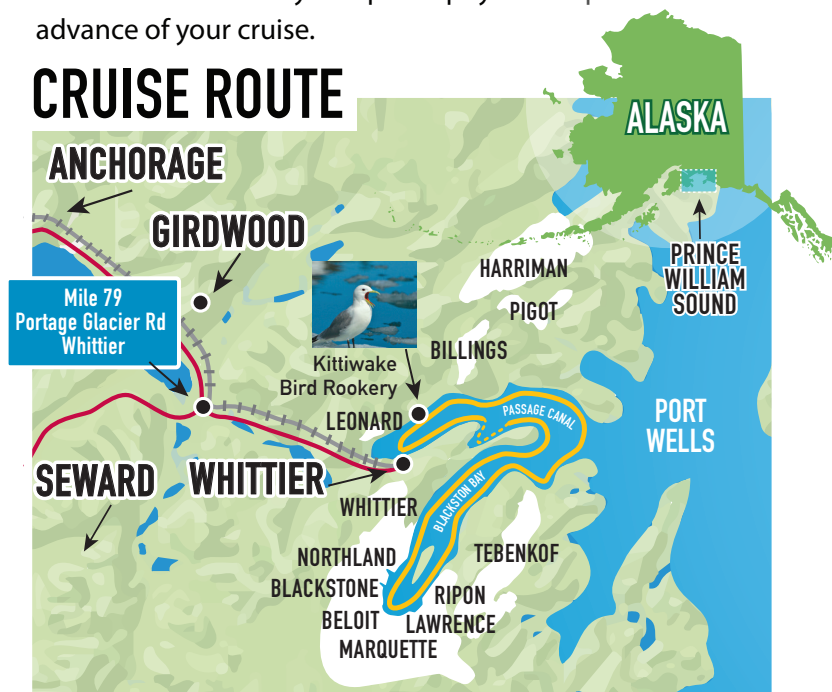 advance of your cruise.
CRUISE ROUTE
ALASKA
ANCHORAGE
GIRDWOOD
PRINCE
WILLIAM
SOUND
HARRIMAN
Mile 79
Portage Glacier Rd
Whittier
PIGOT
BILLINGS
Kittiwake
Bird Rookery
LEONARD
PASSAGE CANAL
PORT
WELLS
SEWARD
WHITTIER
WHITTIER
BLACKSTON BAY
NORTHLAND
TEBENKOF
BLACKSTONE
RIPON
BELOIT
LAWRENCE
MARQUETTE